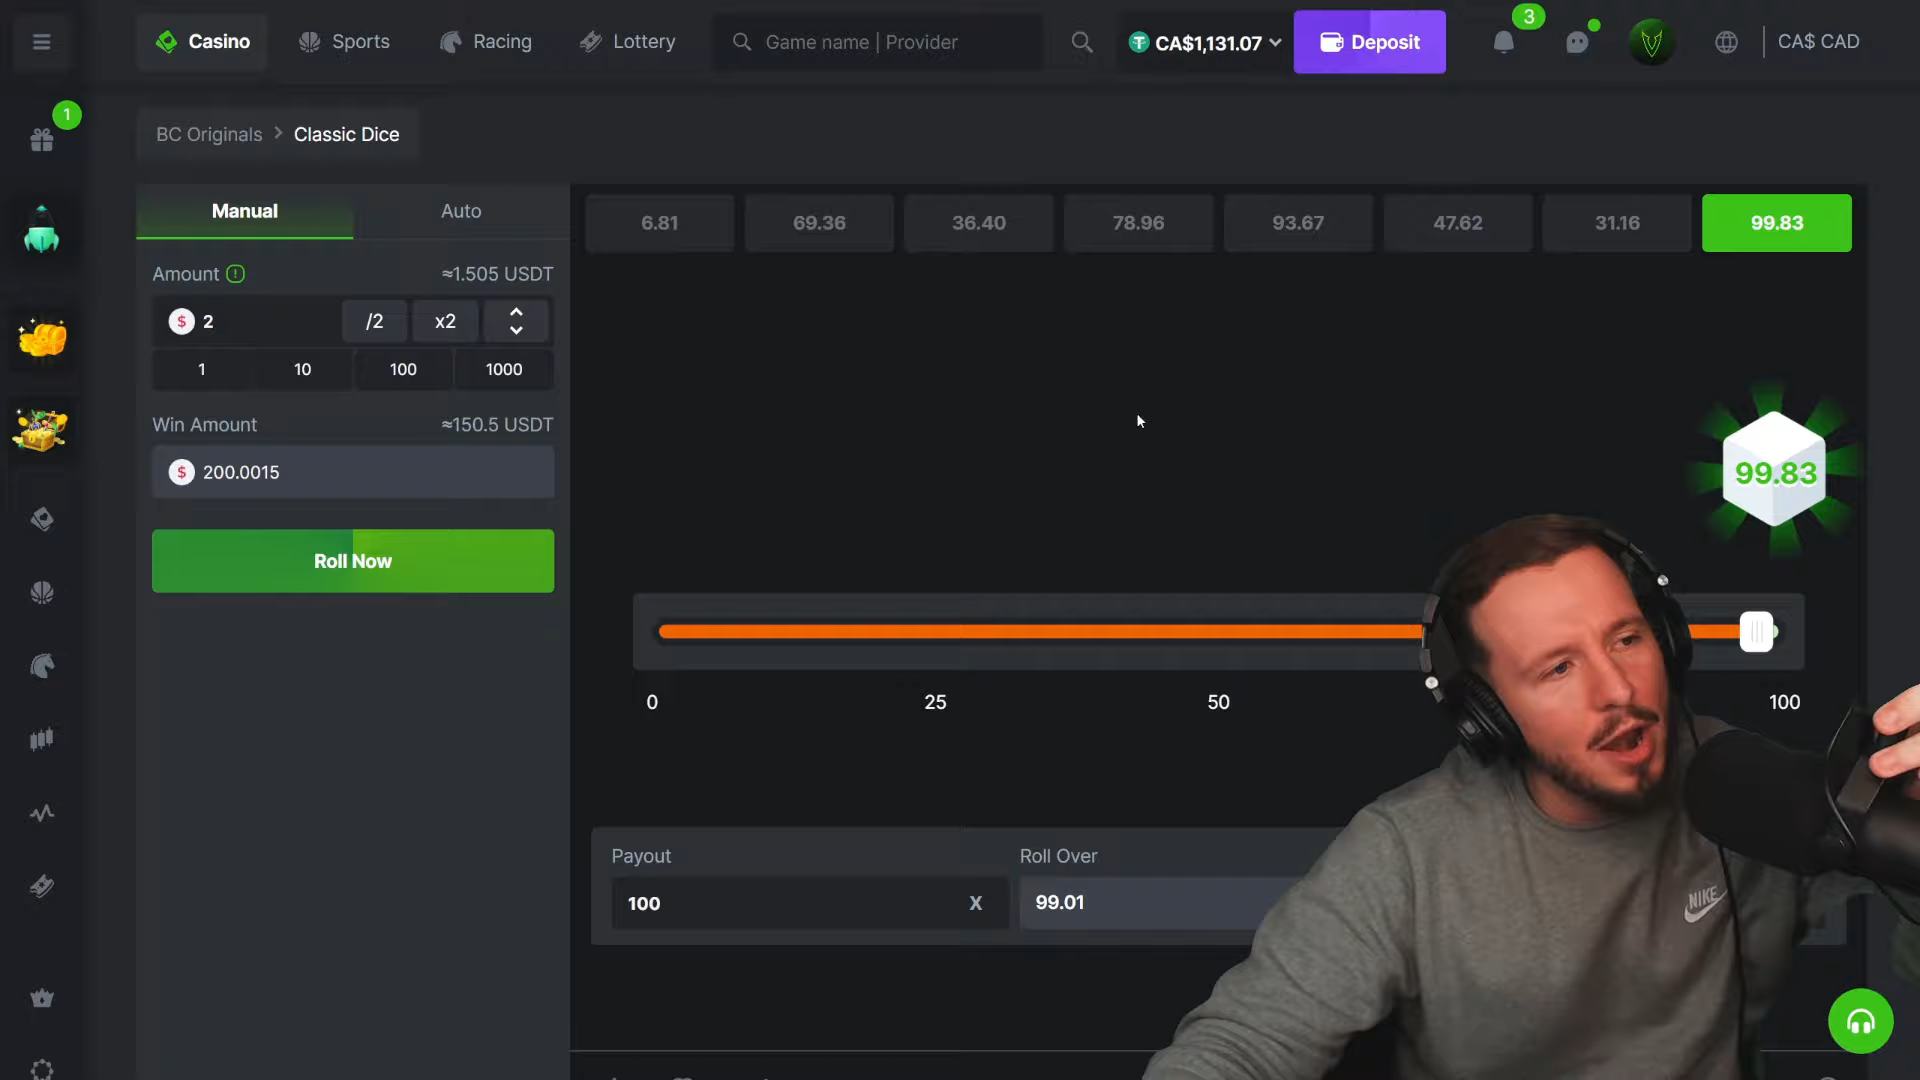 Casino
Sports
Racing
Lottery
Game name | Provider
CA$1,131.07
Deposit
3
CA$ CAD
1
BC Originals > Classic Dice
Manual
Auto
6.81
69.36
36.40
78.96
93.67
47.62
31.16
99.83
Amount
≈1.505 USDT
$ 2
/2
x2
1
10
100
1000
Win Amount
≈150.5 USDT
$ 200.0015
Roll Now
99.83
0
25
50
100
Payout
Roll Over
100
X
99.01
NIKE